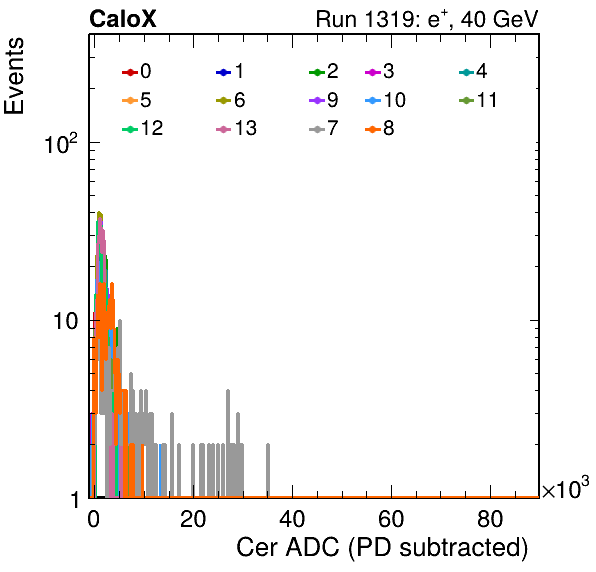 CaloX Run 1319: e⁺, 40 GeV
Events
0 1 2 3 4
5 6 9 10 11
12 13 7 8
10²
10
1
0 20 40 60 80 ×10³
Cer ADC (PD subtracted)